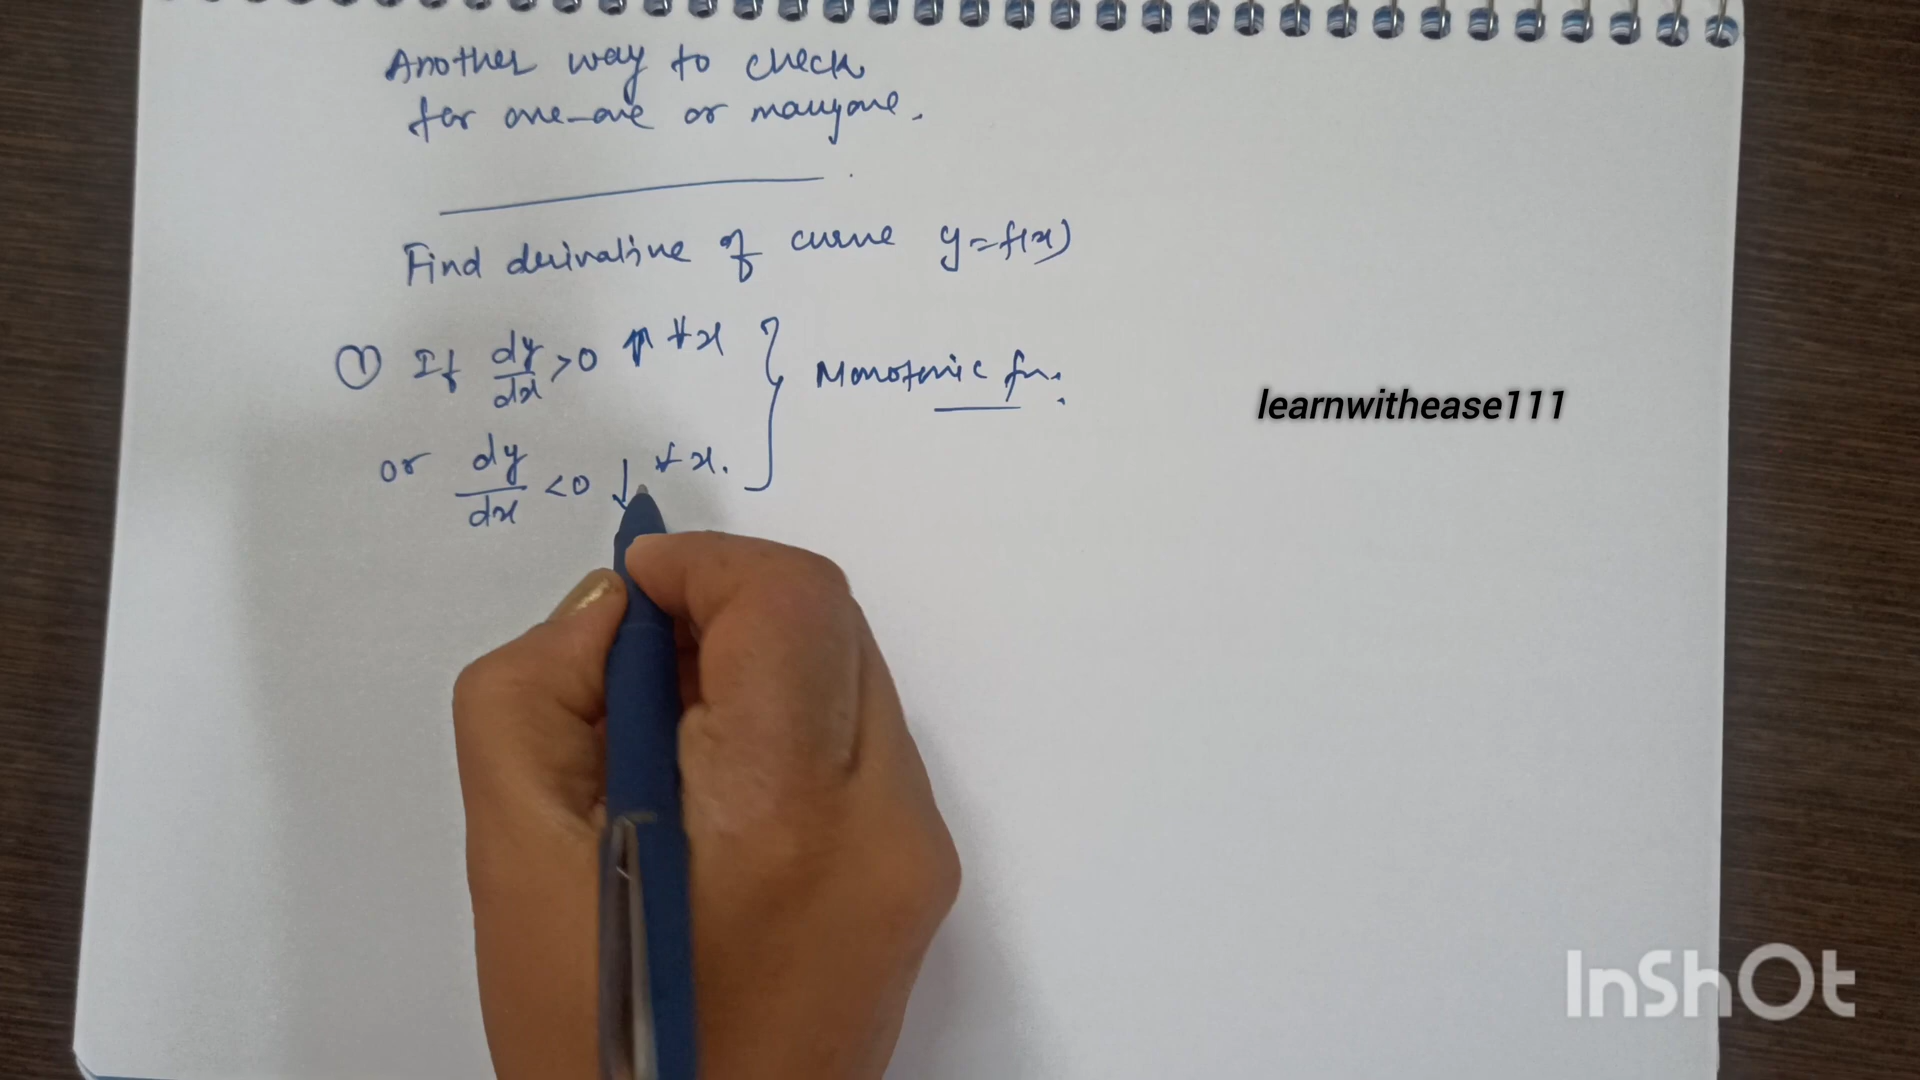 Another way to check
for one-one or manyone.
Find derivative of curve y=f(x)
① If dy/dx >0 ↑ ∀x } Monotonic fn.
or dy/dx <0 ↓ ∀x.
learnwithease111
InShOt